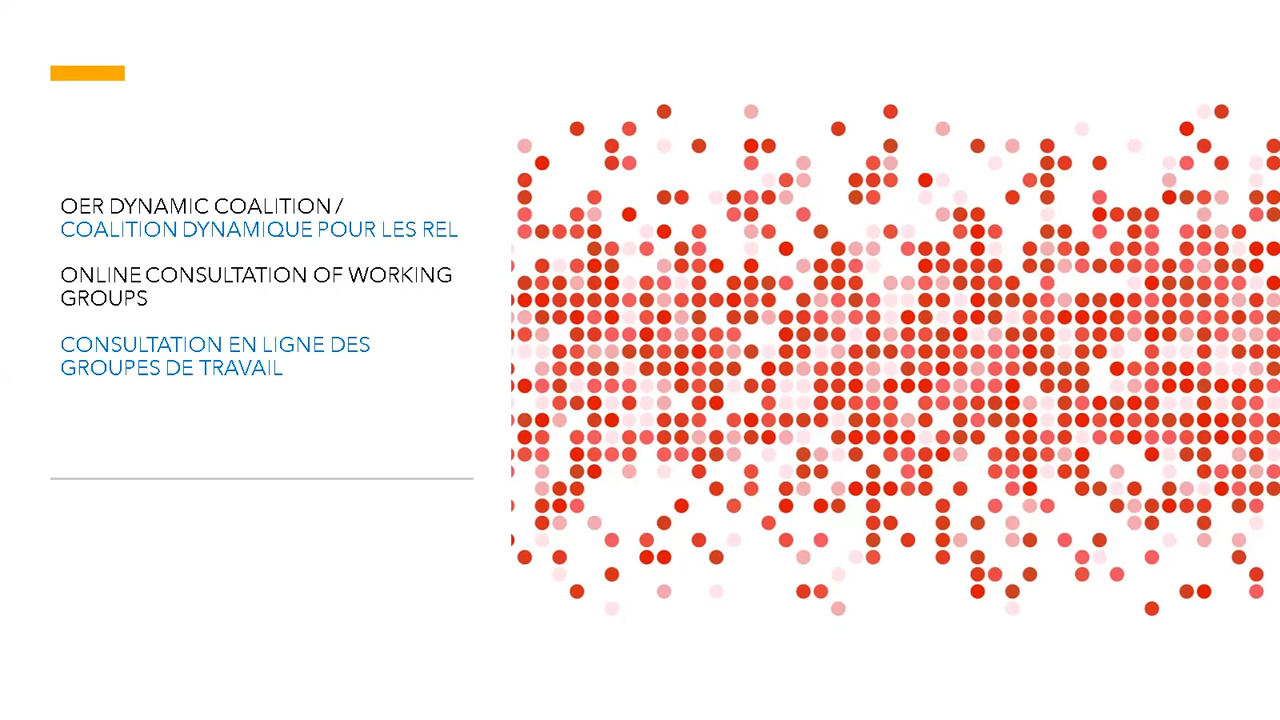 OER DYNAMIC COALITION /
COALITION DYNAMIQUE POUR LES REL
ONLINE CONSULTATION OF WORKING
GROUPS
CONSULTATION EN LIGNE DES
GROUPES DE TRAVAIL